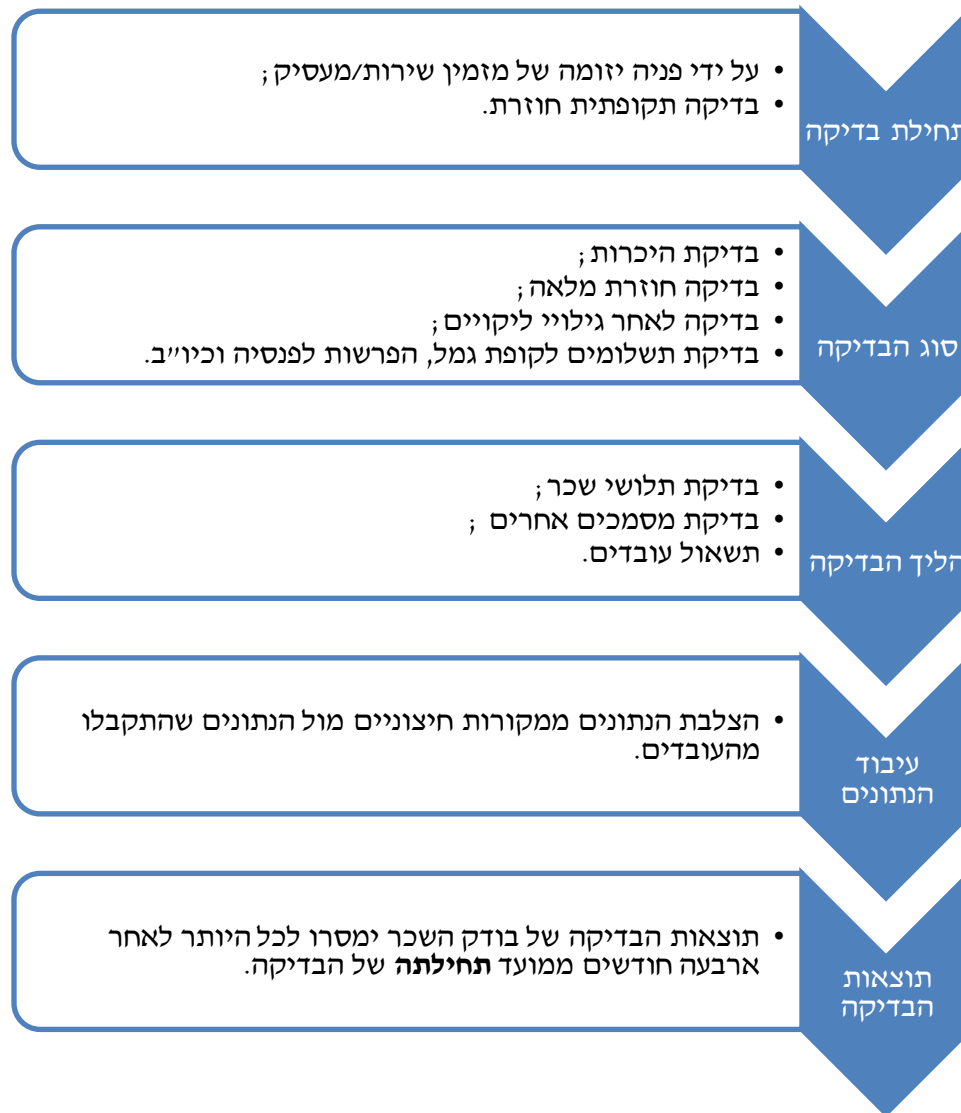 תחילת בדיקה
• על ידי פניה יזומה של מזמין שירות/מעסיק;
• בדיקה תקופתית חוזרת.
סוג הבדיקה
• בדיקת היכרות;
• בדיקה חוזרת מלאה;
• בדיקה לאחר גילויי ליקויים;
• בדיקת תשלומים לקופת גמל, הפרשות לפנסיה וכיו״ב.
הליך הבדיקה
• בדיקת תלושי שכר;
• בדיקת מסמכים אחרים ;
• תשאול עובדים.
עיבוד
הנתונים
• הצלבת הנתונים ממקורות חיצוניים מול הנתונים שהתקבלו
מהעובדים.
תוצאות
הבדיקה
• תוצאות הבדיקה של בודק השכר ימסרו לכל היותר לאחר
ארבעה חודשים ממועד תחילתה של הבדיקה.